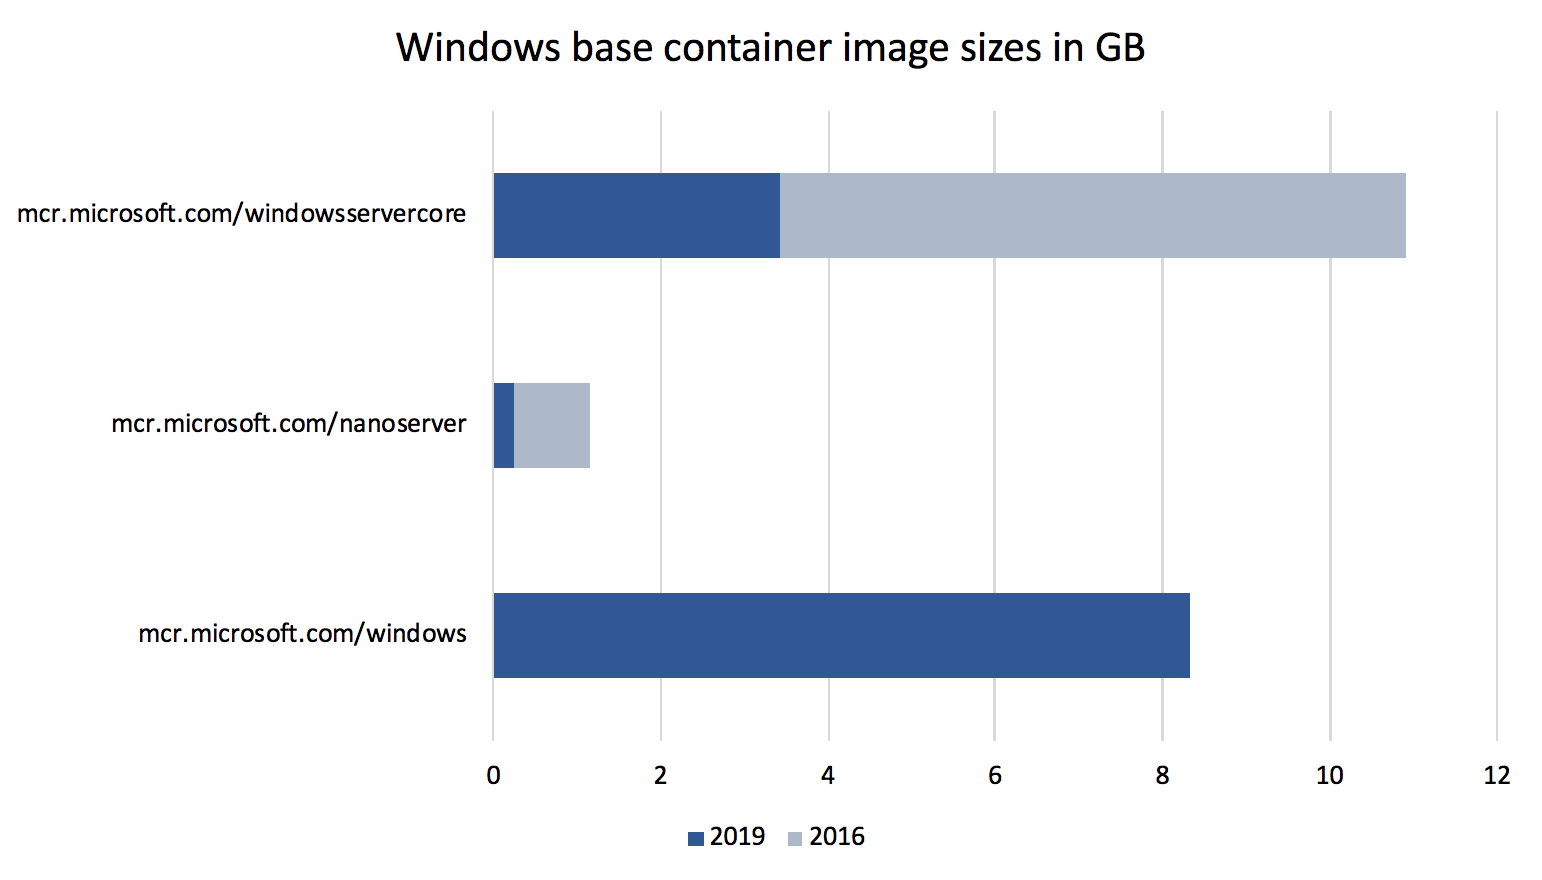 Windows base container image sizes in GB
mcr.microsoft.com/windowsservercore
mcr.microsoft.com/nanoserver
mcr.microsoft.com/windows
0 2 4 6 8 10 12
2019 2016